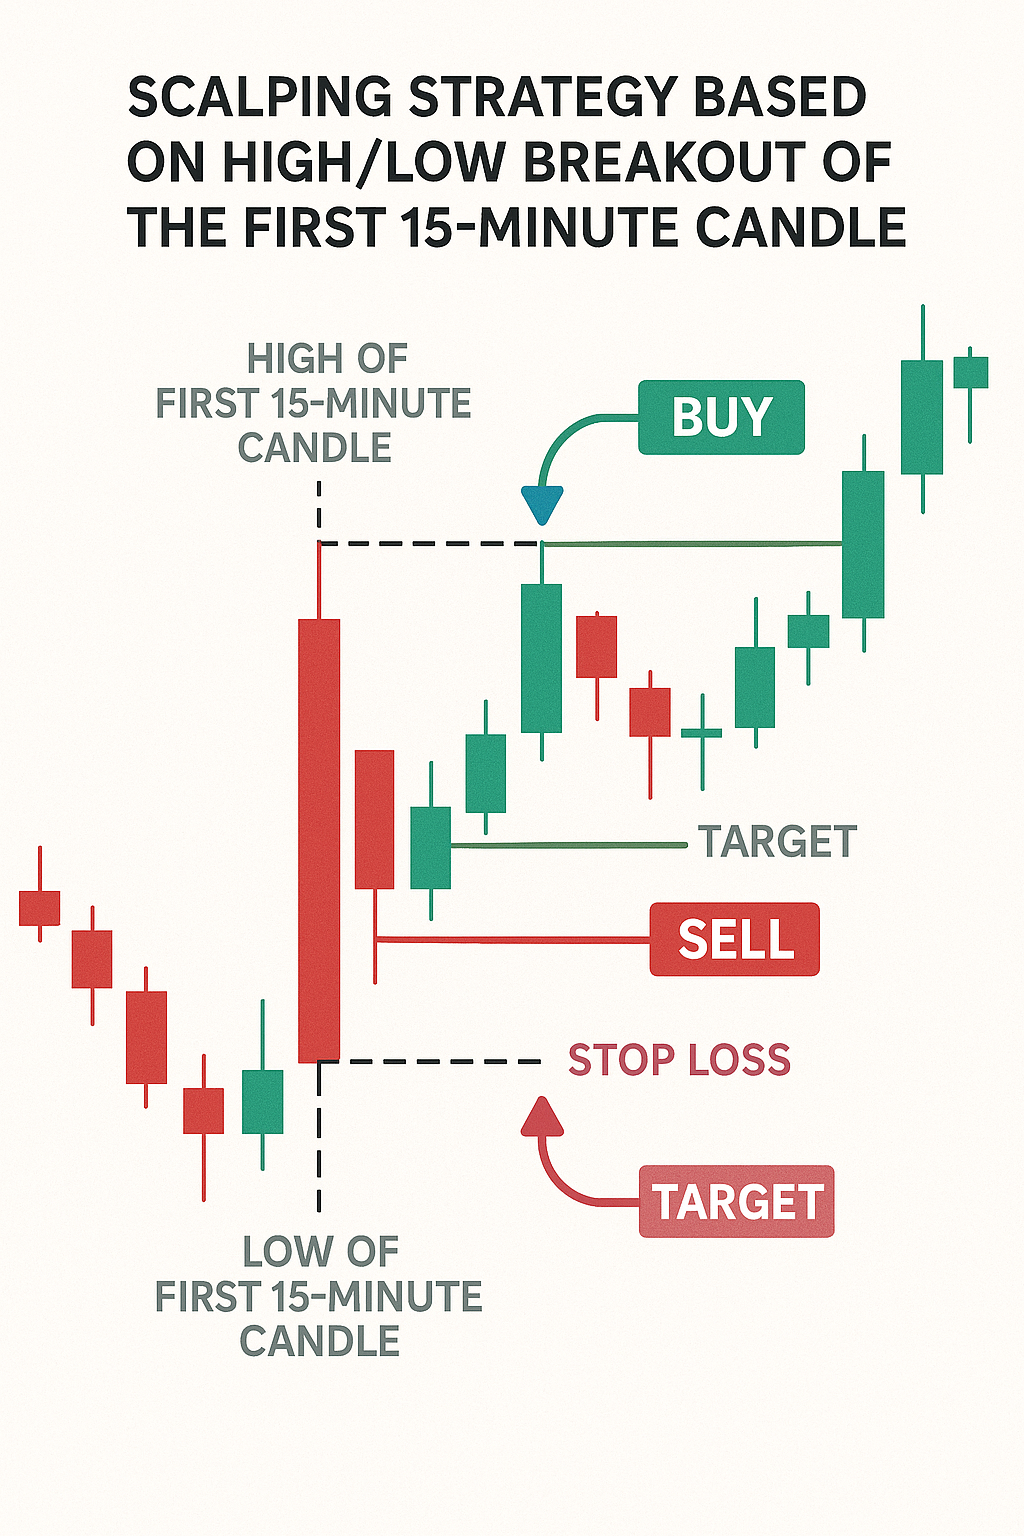 SCALPING STRATEGY BASED
ON HIGH/LOW BREAKOUT OF
THE FIRST 15-MINUTE CANDLE
HIGH OF
FIRST 15-MINUTE
CANDLE
BUY
TARGET
SELL
STOP LOSS
TARGET
LOW OF
FIRST 15-MINUTE
CANDLE